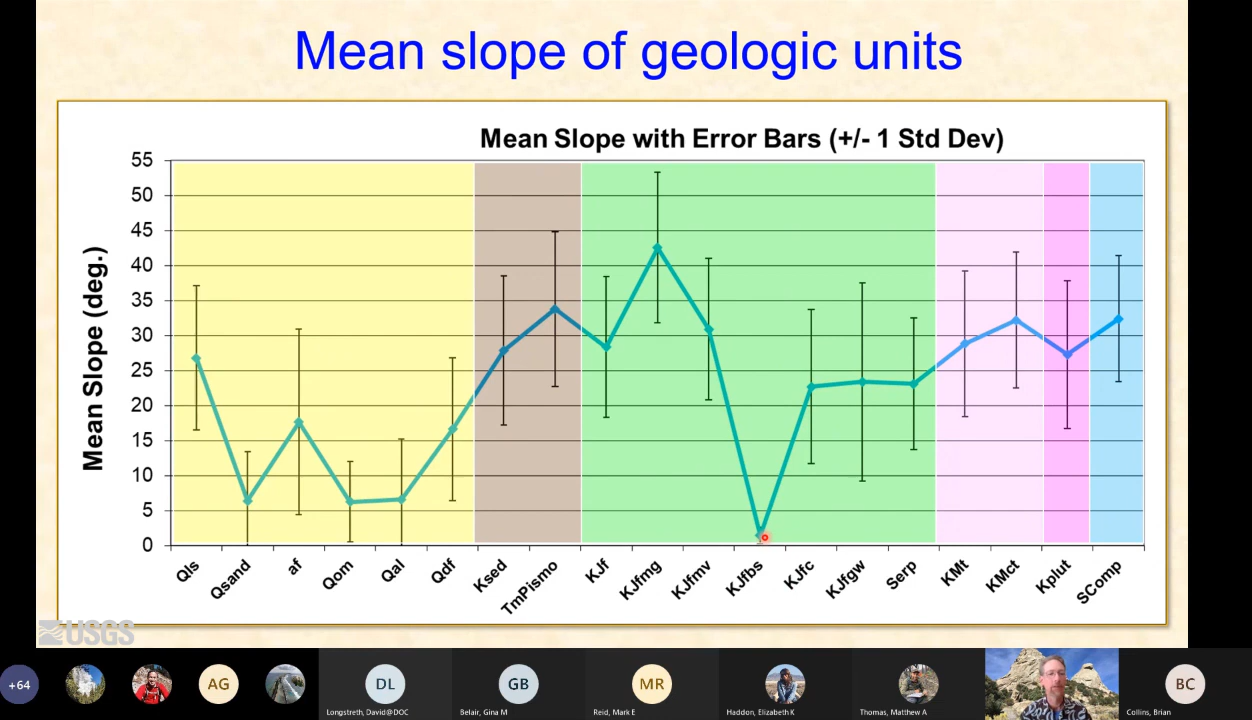 Mean slope of geologic units
Mean Slope with Error Bars (+/- 1 Std Dev)
Mean Slope (deg.)
55
50
45
40
35
30
25
20
15
10
5
0
Qls
Qsand
af
Qom
Qal
Qdf
Ksed
TmPismo
KJf
KJfmg
KJfmv
KJfbs
KJfc
KJfgw
Serp
KMt
KMct
Kplut
SComp
USGS
+64
AG
DL
GB
MR
BC
Longstreth, David@DOC
Belair, Gina M
Reid, Mark E
Haddon, Elizabeth K
Thomas, Matthew A
Collins, Brian